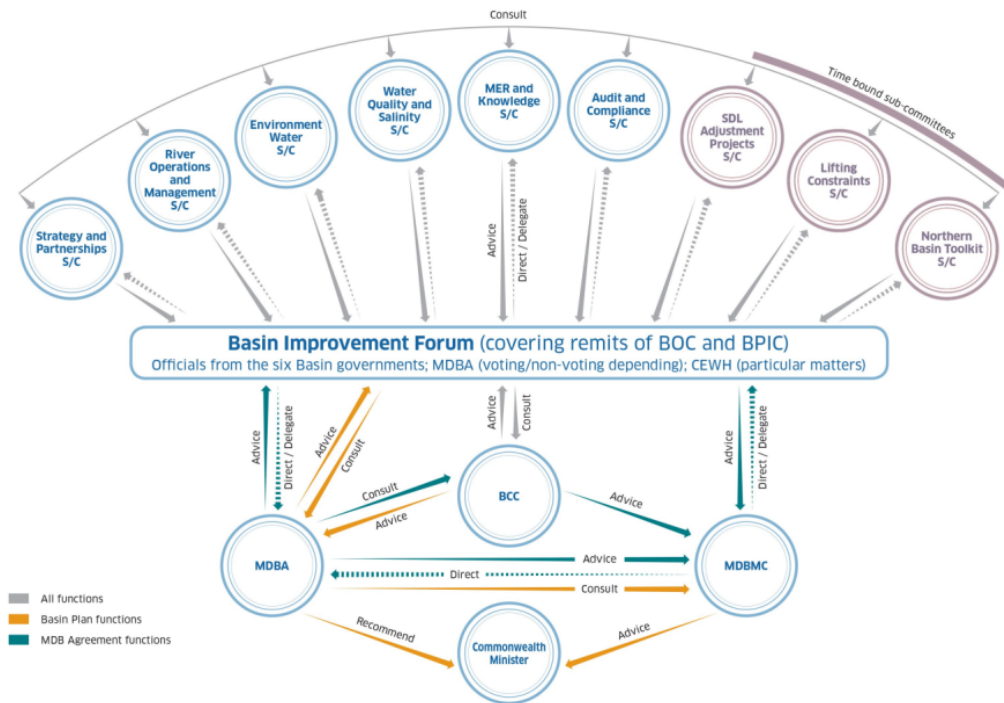 Consult
Time bound sub-committees
Strategy and
Partnerships
S/C
River
Operations
and
Management
S/C
Environment
Water
S/C
Water
Quality and
Salinity
S/C
MER and
Knowledge
S/C
Audit and
Compliance
S/C
SDL
Adjustment
Projects
S/C
Lifting
Constraints
S/C
Northern
Basin Toolkit
S/C
Advice
Direct / Delegate
Basin Improvement Forum (covering remits of BOC and BPIC)
Officials from the six Basin governments; MDBA (voting/non-voting depending); CEWH (particular matters)
Advice
Direct / Delegate
Advice
Consult
Advice
Consult
Advice
Direct / Delegate
Consult
Advice
BCC
Advice
MDBA
Advice
Direct
Consult
MDBMC
Recommend
Commonwealth
Minister
Advice
All functions
Basin Plan functions
MDB Agreement functions